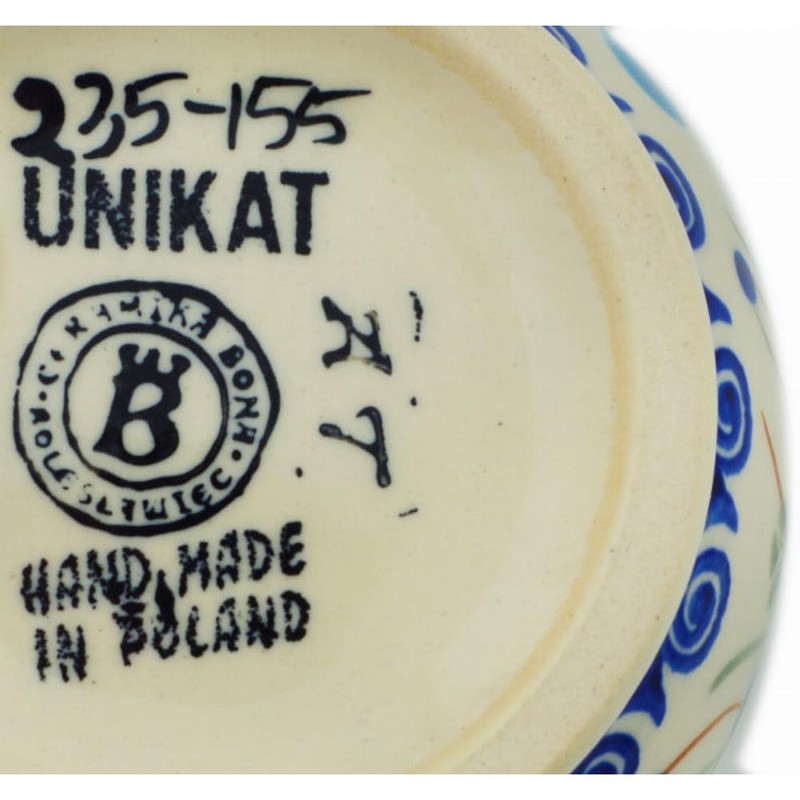 235-155
UNIKAT
CERAMIKA BONA
B
BOLESŁAWIEC
HAND MADE
IN POLAND